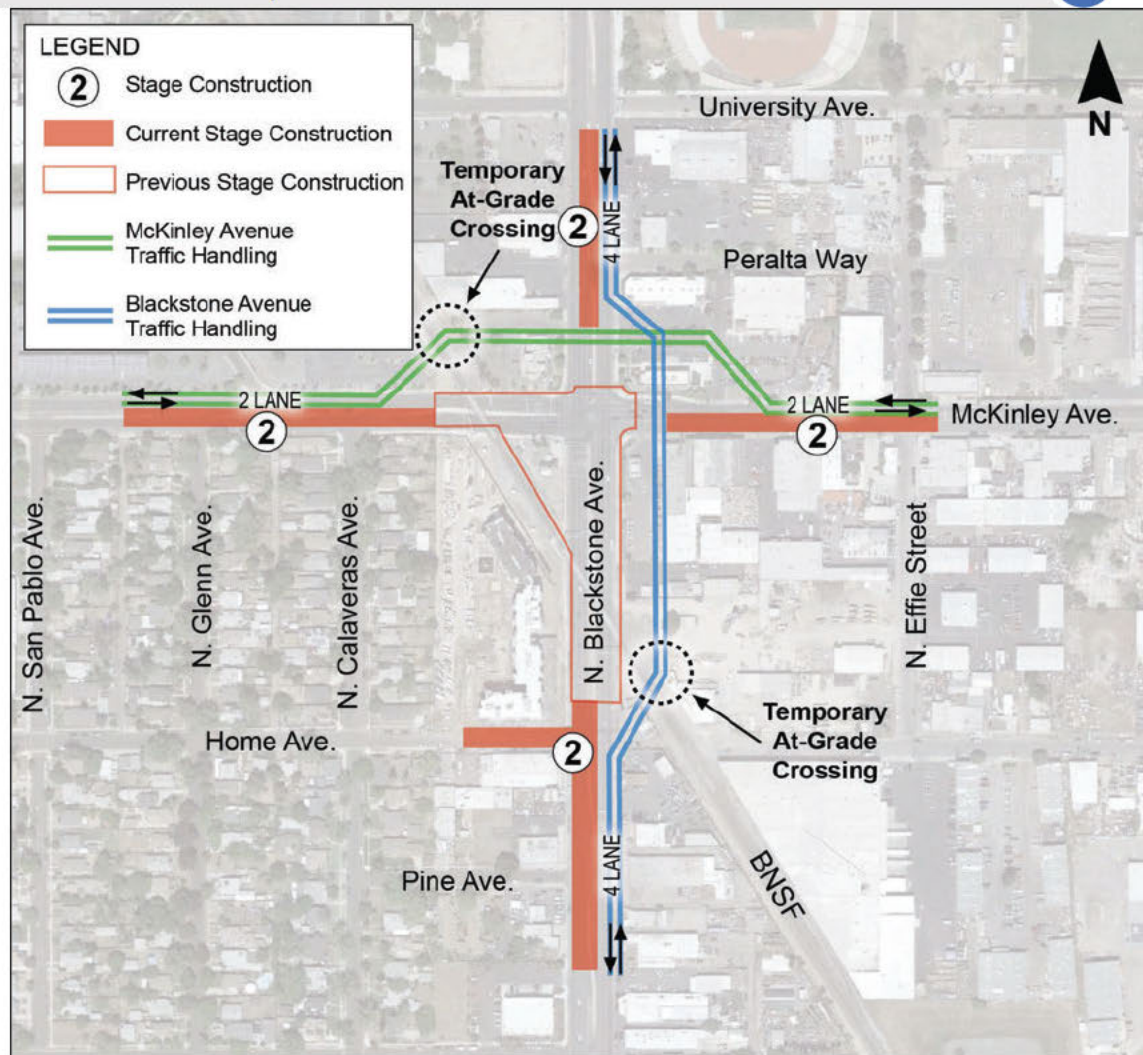 LEGEND
2 Stage Construction
Current Stage Construction
Previous Stage Construction
McKinley Avenue
Traffic Handling
Blackstone Avenue
Traffic Handling
N
University Ave.
Temporary
At-Grade
Crossing
2
4 LANE
Peralta Way
2 LANE
2
2 LANE
2
McKinley Ave.
N. San Pablo Ave.
N. Glenn Ave.
N. Calaveras Ave.
N. Blackstone Ave.
N. Effie Street
Home Ave.
2
Temporary
At-Grade
Crossing
Pine Ave.
4 LANE
BNSF